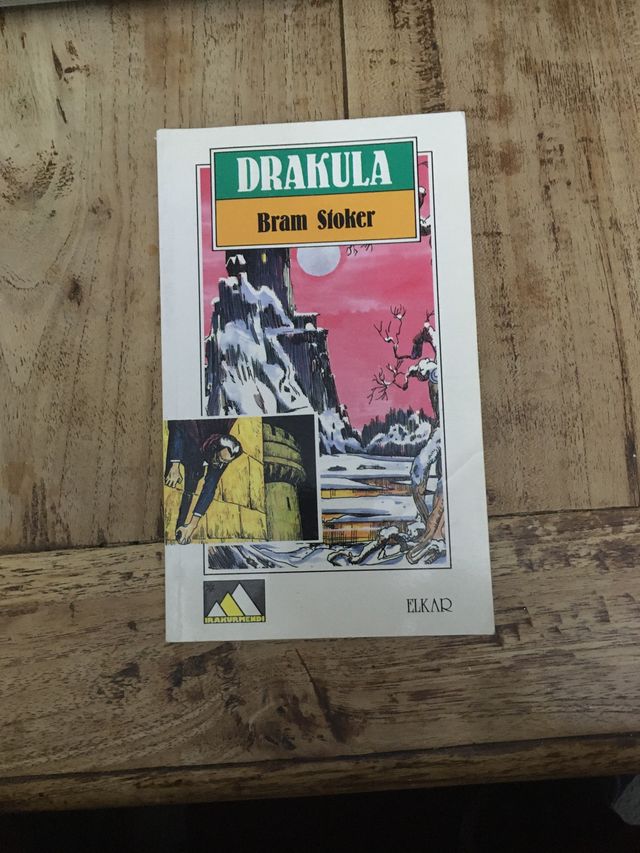 DRAKULA
Bram Stoker
IRAKURMENDI
ELKAR